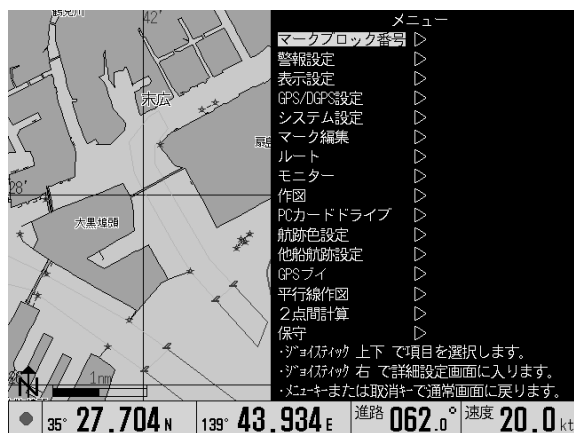 鶴見川
42'
末広
扇島
28'
大黒埠頭
N
1nm
メニュー
マークブロック番号 ▷
警報設定 ▷
表示設定 ▷
GPS/DGPS設定 ▷
システム設定 ▷
マーク編集 ▷
ルート ▷
モニター ▷
作図 ▷
PCカードドライブ ▷
航跡色設定 ▷
他船航跡設定 ▷
GPSブイ ▷
平行線作図 ▷
2点間計算 ▷
保守 ▷
・ｼﾞｮｲｽﾃｨｯｸ 上下 で項目を選択します。
・ｼﾞｮｲｽﾃｨｯｸ 右 で詳細設定画面に入ります。
・ﾒﾆｭｰｷｰまたは取消ｷｰで通常画面に戻ります。
35° 27.704 N 139° 43.934 E 進路 062.0° 速度 20.0 kt